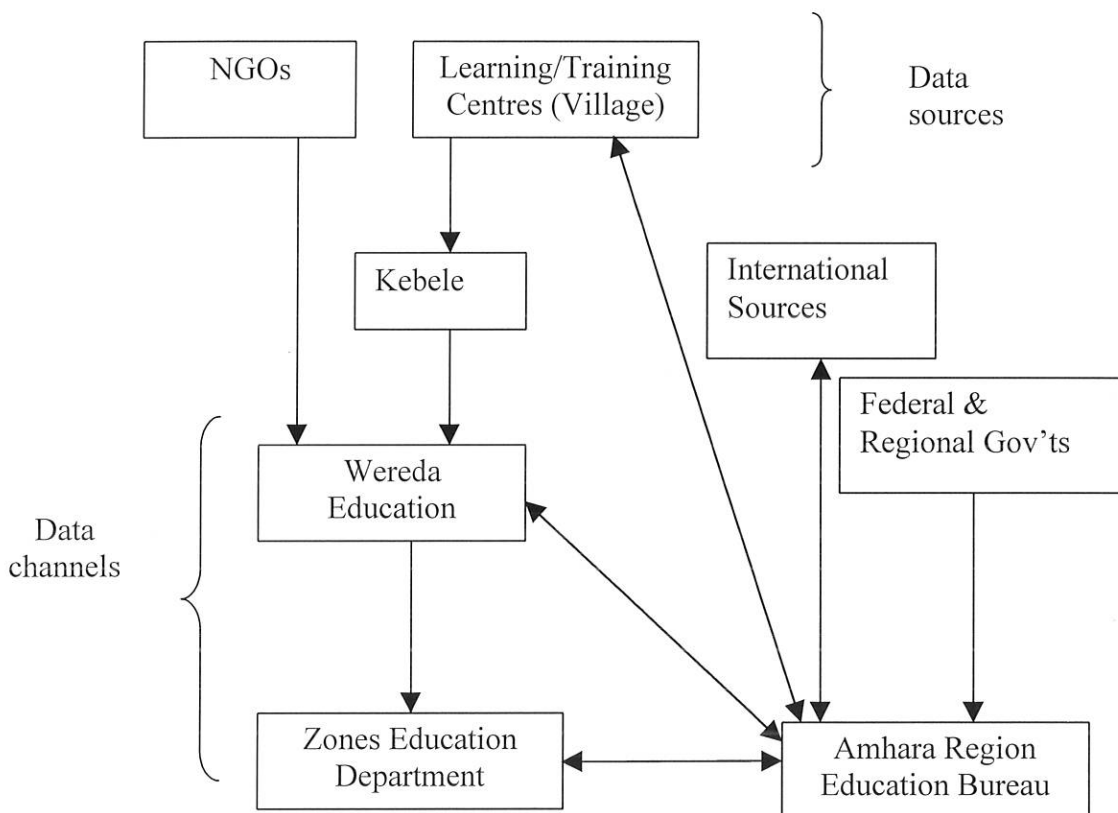 NGOs
Learning/Training
Centres (Village)
Data
sources
Kebele
International
Sources
Federal &
Regional Gov'ts
Wereda
Education
Data
channels
Zones Education
Department
Amhara Region
Education Bureau